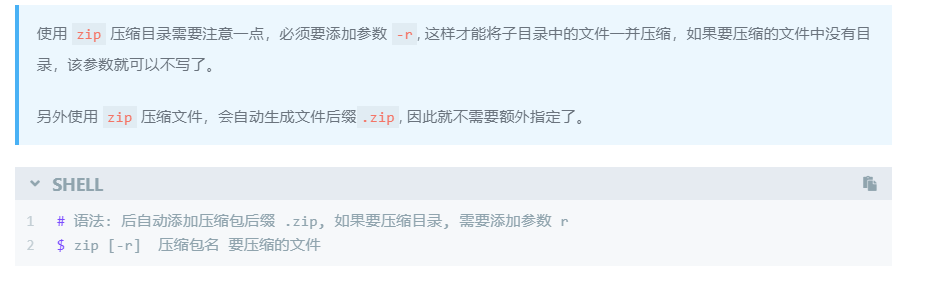 使用 zip 压缩目录需要注意一点，必须要添加参数 -r, 这样才能将子目录中的文件一并压缩，如果要压缩的文件中没有目
录，该参数就可以不写了。
另外使用 zip 压缩文件，会自动生成文件后缀.zip, 因此就不需要额外指定了。
SHELL
1 # 语法: 后自动添加压缩包后缀 .zip, 如果要压缩目录, 需要添加参数 r
2 $ zip [-r]  压缩包名 要压缩的文件